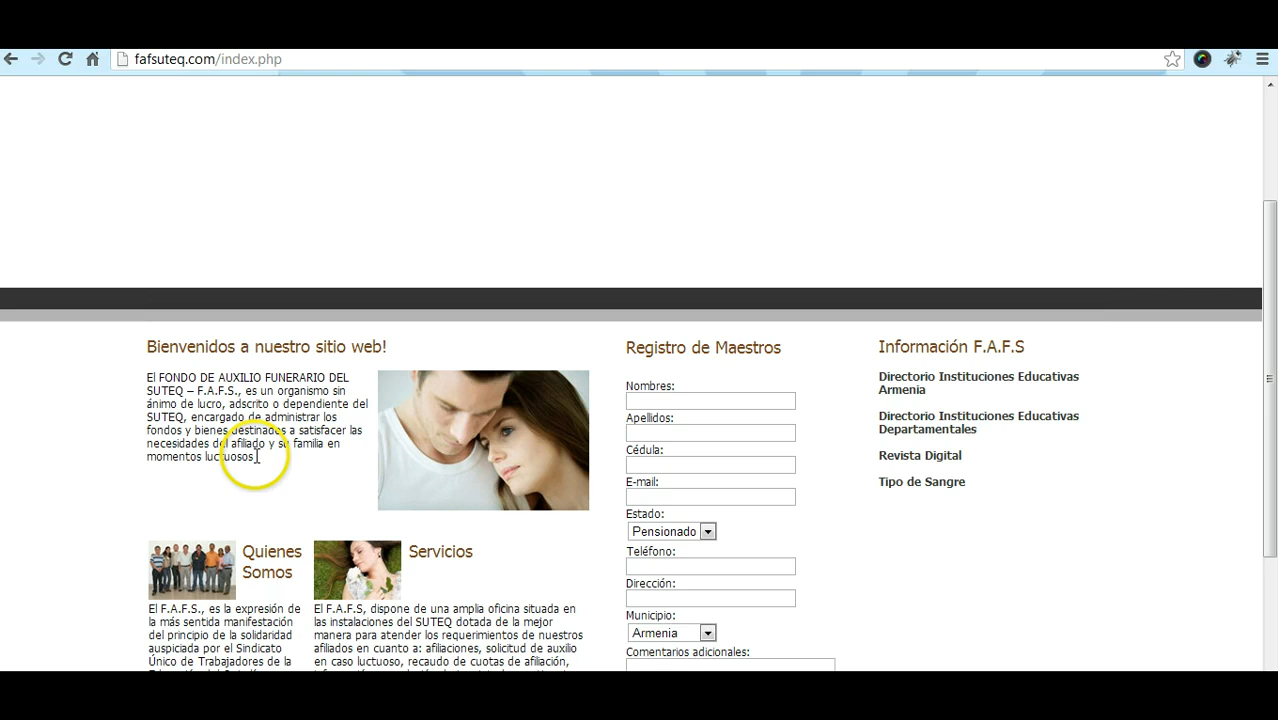 fafsuteq.com/index.php
Bienvenidos a nuestro sitio web!
El FONDO DE AUXILIO FUNERARIO DEL
SUTEQ – F.A.F.S., es un organismo sin
ánimo de lucro, adscrito o dependiente del
SUTEQ, encargado de administrar los
fondos y bienes destinados a satisfacer las
necesidades del afiliado y su familia en
momentos luctuosos
Quienes
Somos
El F.A.F.S., es la expresión de
la más sentida manifestación
del principio de la solidaridad
auspiciada por el Sindicato
Único de Trabajadores de la
Servicios
El F.A.F.S, dispone de una amplia oficina situada en
las instalaciones del SUTEQ dotada de la mejor
manera para atender los requerimientos de nuestros
afiliados en cuanto a: afiliaciones, solicitud de auxilio
en caso luctuoso, recaudo de cuotas de afiliación,
Registro de Maestros
Nombres:
Apellidos:
Cédula:
E-mail:
Estado:
Pensionado
Teléfono:
Dirección:
Municipio:
Armenia
Comentarios adicionales:
Información F.A.F.S
Directorio Instituciones Educativas
Armenia
Directorio Instituciones Educativas
Departamentales
Revista Digital
Tipo de Sangre